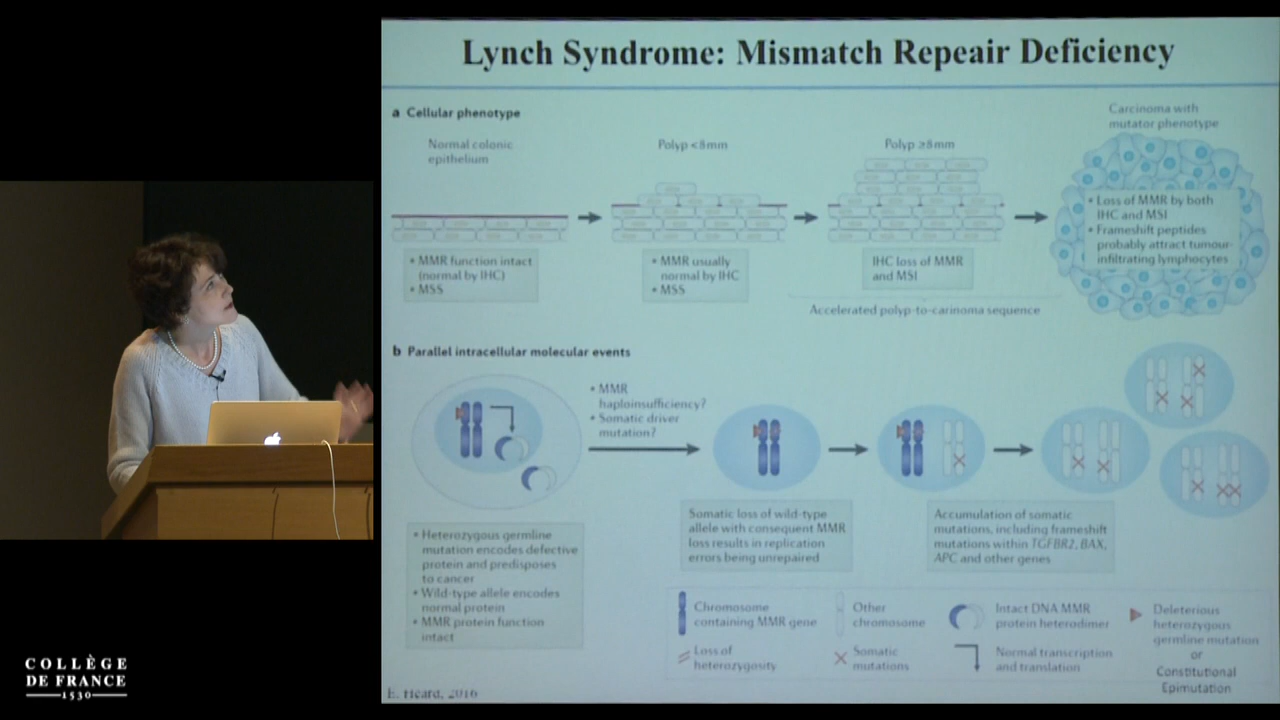 Lynch Syndrome: Mismatch Repeair Deficiency
a Cellular phenotype
Normal colonic
epithelium
Polyp <8mm
Polyp ≥8mm
Carcinoma with
mutator phenotype
• MMR function intact
(normal by IHC)
• MSS
• MMR usually
normal by IHC
• MSS
IHC loss of MMR
and MSI
• Loss of MMR by both
IHC and MSI
• Frameshift peptides
probably attract tumour-
infiltrating lymphocytes
Accelerated polyp-to-carinoma sequence
b Parallel intracellular molecular events
• MMR
haploinsufficiency?
• Somatic driver
mutation?
• Heterozygous germline
mutation encodes defective
protein and predisposes
to cancer
• Wild-type allele encodes
normal protein
• MMR protein function
intact
Somatic loss of wild-type
allele with consequent MMR
loss results in replication
errors being unrepaired
Accumulation of somatic
mutations, including frameshift
mutations within TGFBR2, BAX,
APC and other genes
Chromosome
containing MMR gene
Other
chromosome
Intact DNA MMR
protein heterodimer
Deleterious
heterozygous
germline mutation
or
Constitutional
Epimutation
Loss of
heterozygosity
Somatic
mutations
Normal transcription
and translation
E. Heard, 2016
COLLÈGE
DE FRANCE
1530